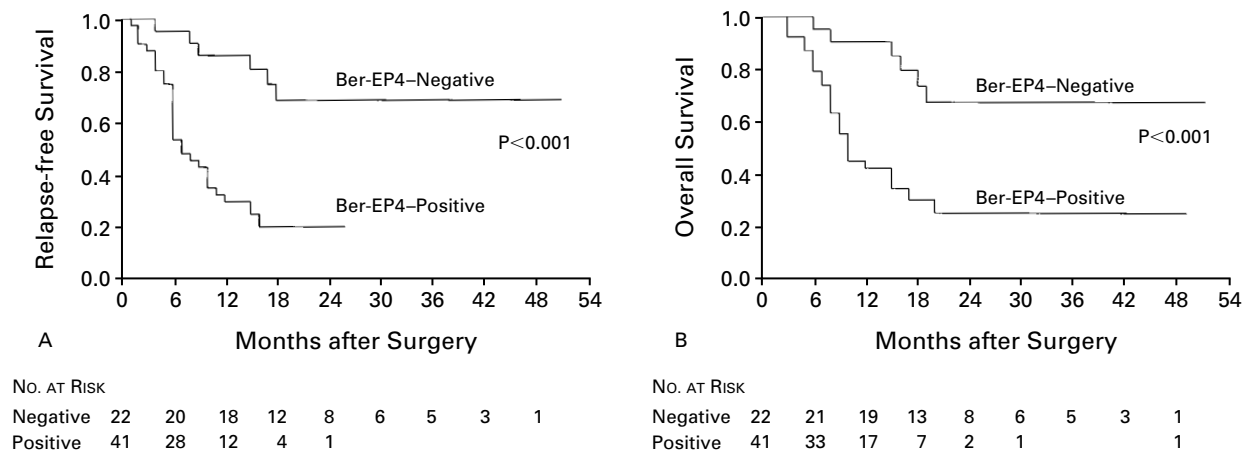 1.0
0.8
0.6
0.4
0.2
0.0
Relapse-free Survival
Ber-EP4–Negative
P<0.001
Ber-EP4–Positive
0 6 12 18 24 30 36 42 48 54
A Months after Surgery
NO. AT RISK
Negative 22 20 18 12 8 6 5 3 1
Positive 41 28 12 4 1
1.0
0.8
0.6
0.4
0.2
0.0
Overall Survival
Ber-EP4–Negative
P<0.001
Ber-EP4–Positive
0 6 12 18 24 30 36 42 48 54
B Months after Surgery
NO. AT RISK
Negative 22 21 19 13 8 6 5 3 1
Positive 41 33 17 7 2 1 1